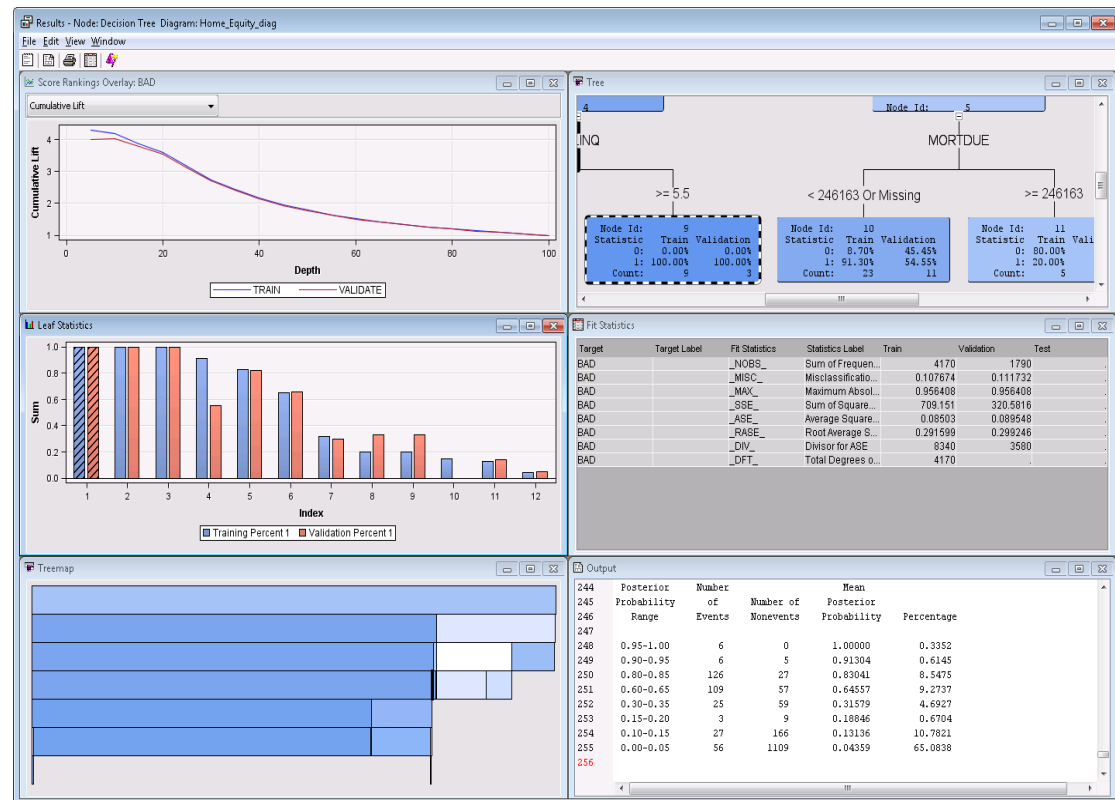 Results - Node: Decision Tree Diagram: Home_Equity_diag
File Edit View Window
Score Rankings Overlay: BAD
Cumulative Lift
Cumulative Lift
4
3
2
1
0 20 40 60 80 100
Depth
TRAIN VALIDATE
Tree
4
Node Id: 5
INQ
MORTDUE
>= 5.5
< 246163 Or Missing
>= 246163
Node Id: 9
Statistic Train Validation
0: 0.00% 0.00%
1: 100.00% 100.00%
Count: 9 3
Node Id: 10
Statistic Train Validation
0: 8.70% 45.45%
1: 91.30% 54.55%
Count: 23 11
Node Id: 11
Statistic Train Vali
0: 80.00%
1: 20.00%
Count: 5
Leaf Statistics
Sum
1.0
0.8
0.6
0.4
0.2
0.0
1 2 3 4 5 6 7 8 9 10 11 12
Index
Training Percent 1 Validation Percent 1
Fit Statistics
Target Target Label Fit Statistics Statistics Label Train Validation Test
BAD _NOBS_ Sum of Frequen... 4170 1790 .
BAD _MISC_ Misclassificatio... 0.107674 0.111732 .
BAD _MAX_ Maximum Absol... 0.956408 0.956408 .
BAD _SSE_ Sum of Square... 709.151 320.5816 .
BAD _ASE_ Average Square... 0.08503 0.089548 .
BAD _RASE_ Root Average S... 0.291599 0.299246 .
BAD _DIV_ Divisor for ASE 8340 3580 .
BAD _DFT_ Total Degrees o... 4170 . .
Treemap
Output
244 Posterior Number Mean
245 Probability of Number of Posterior
246 Range Events Nonevents Probability Percentage
247
248 0.95-1.00 6 0 1.00000 0.3352
249 0.90-0.95 6 5 0.91304 0.6145
250 0.80-0.85 126 27 0.83041 8.5475
251 0.60-0.65 109 57 0.64557 9.2737
252 0.30-0.35 25 59 0.31579 4.6927
253 0.15-0.20 3 9 0.18846 0.6704
254 0.10-0.15 27 166 0.13136 10.7821
255 0.00-0.05 56 1109 0.04359 65.0838
256